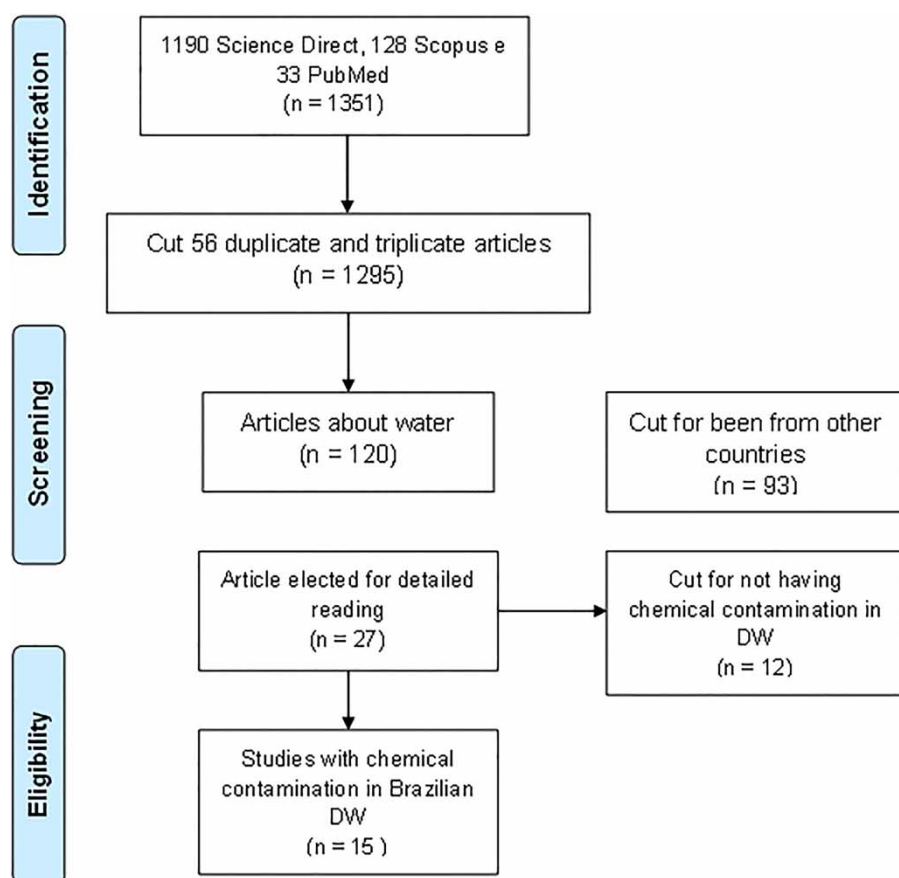 Identification
1190 Science Direct, 128 Scopus e
33 PubMed
(n = 1351)
Cut 56 duplicate and triplicate articles
(n = 1295)
Screening
Articles about water
(n = 120)
Cut for been from other
countries
(n = 93)
Article elected for detailed
reading
(n = 27)
Cut for not having
chemical contamination in
DW
(n = 12)
Eligibility
Studies with chemical
contamination in Brazilian
DW
(n = 15 )